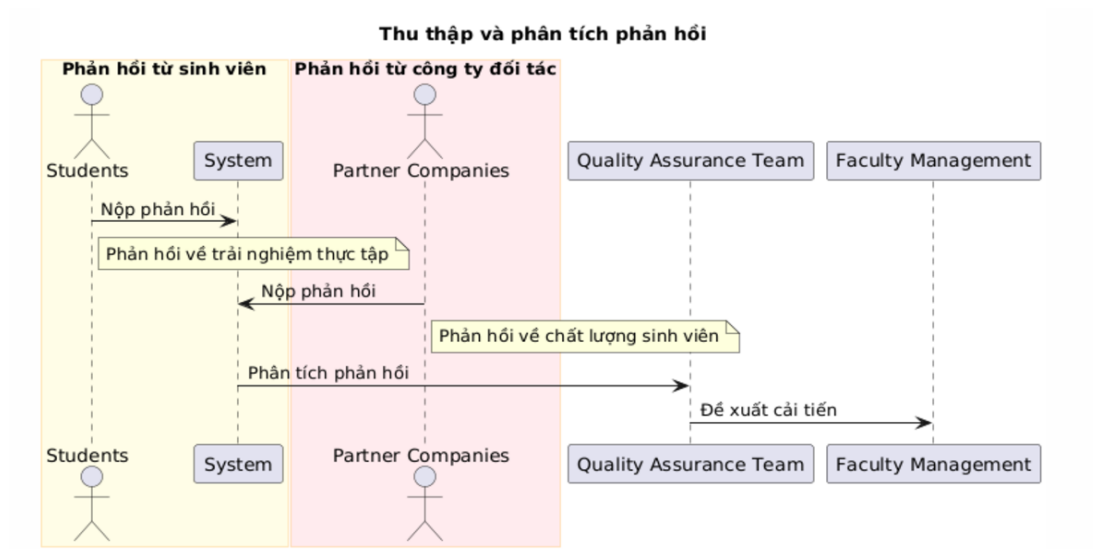 Thu thập và phân tích phản hồi
Phản hồi từ sinh viên
Phản hồi từ công ty đối tác
Students
System
Partner Companies
Quality Assurance Team
Faculty Management
Nộp phản hồi
Phản hồi về trải nghiệm thực tập
Nộp phản hồi
Phản hồi về chất lượng sinh viên
Phân tích phản hồi
Đề xuất cải tiến
Students
System
Partner Companies
Quality Assurance Team
Faculty Management